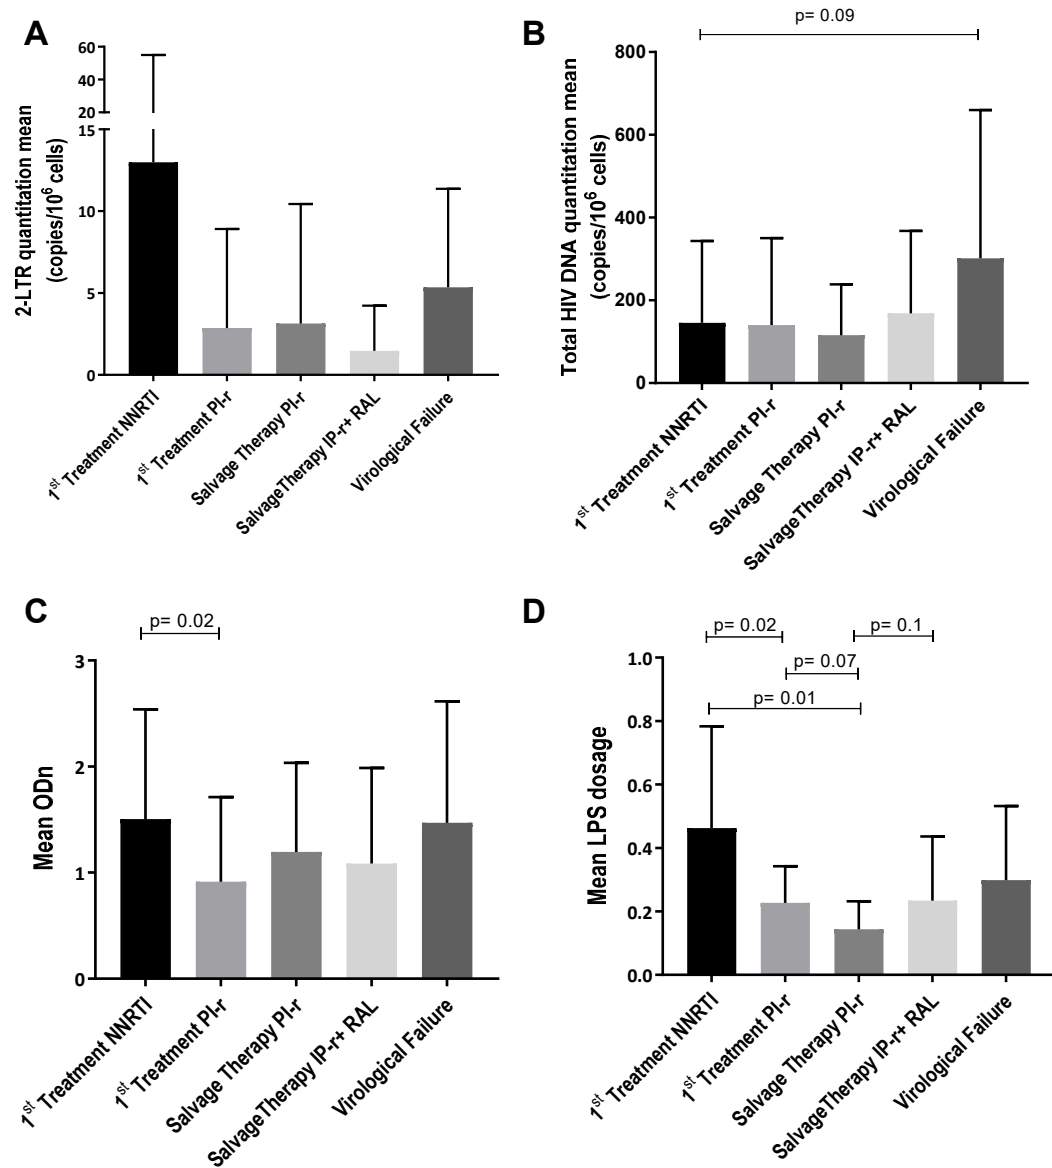 A
2-LTR quantitation mean
(copies/10⁶ cells)
60
40
20
20
15
10
5
0
1ˢᵗ Treatment NNRTI
1ˢᵗ Treatment PI-r
Salvage Therapy PI-r
SalvageTherapy IP-r+ RAL
Virological Failure
B
p= 0.09
Total HIV DNA quantitation mean
(copies/10⁶ cells)
800
600
400
200
0
1ˢᵗ Treatment NNRTI
1ˢᵗ Treatment PI-r
Salvage Therapy PI-r
SalvageTherapy IP-r+ RAL
Virological Failure
C
p= 0.02
Mean ODn
3
2
1
0
1ˢᵗ Treatment NNRTI
1ˢᵗ Treatment PI-r
Salvage Therapy PI-r
SalvageTherapy IP-r+ RAL
Virological Failure
D
p= 0.02
p= 0.1
p= 0.07
p= 0.01
Mean LPS dosage
1.0
0.8
0.6
0.4
0.2
0.0
1ˢᵗ Treatment NNRTI
1ˢᵗ Treatment PI-r
Salvage Therapy PI-r
SalvageTherapy IP-r+ RAL
Virological Failure